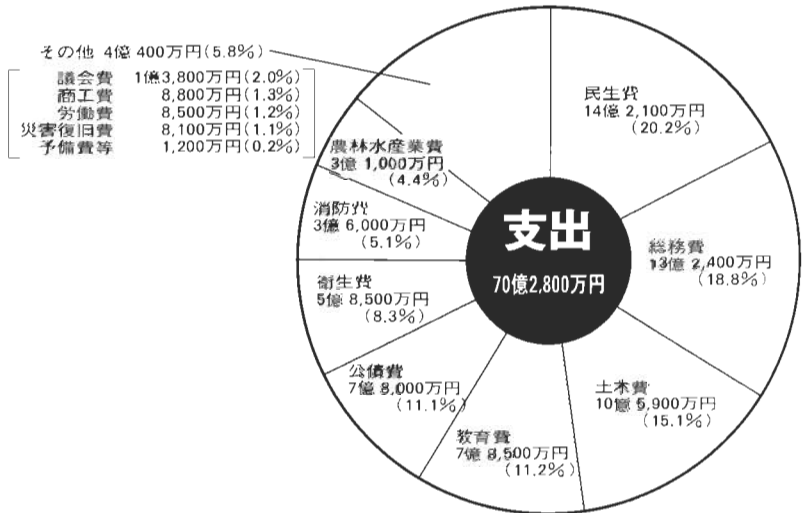 その他 4億 400万円(5.8%)
議会費 1億3,800万円(2.0%)
商工費 8,800万円(1.3%)
労働費 8,500万円(1.2%)
災害復旧費 8,100万円(1.1%)
予備費等 1,200万円(0.2%)
民生費
14億 2,100万円
(20.2%)
総務費
13億 2,400万円
(18.8%)
土木費
10億 5,900万円
(15.1%)
教育費
7億 8,500万円
(11.2%)
公債費
7億 8,000万円
(11.1%)
衛生費
5億 8,500万円
(8.3%)
消防費
3億 6,000万円
(5.1%)
農林水産業費
3億 1,000万円
(4.4%)
支出
70億2,800万円